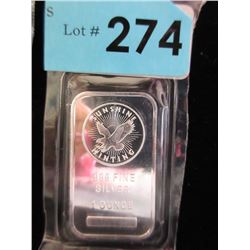 S
Lot # 274
SUNSHINE
MINTING
.999 FINE
SILVER
1 OUNCE